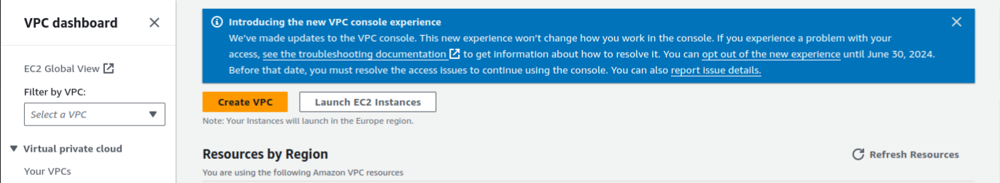 VPC dashboard
EC2 Global View
Filter by VPC:
Select a VPC
Virtual private cloud
Your VPCs
Introducing the new VPC console experience
We've made updates to the VPC console. This new experience won't change how you work in the console. If you experience a problem with your
access, see the troubleshooting documentation to get information about how to resolve it. You can opt out of the new experience until June 30, 2024.
Before that date, you must resolve the access issues to continue using the console. You can also report issue details.
Create VPC
Launch EC2 Instances
Note: Your Instances will launch in the Europe region.
Resources by Region
Refresh Resources
You are using the following Amazon VPC resources